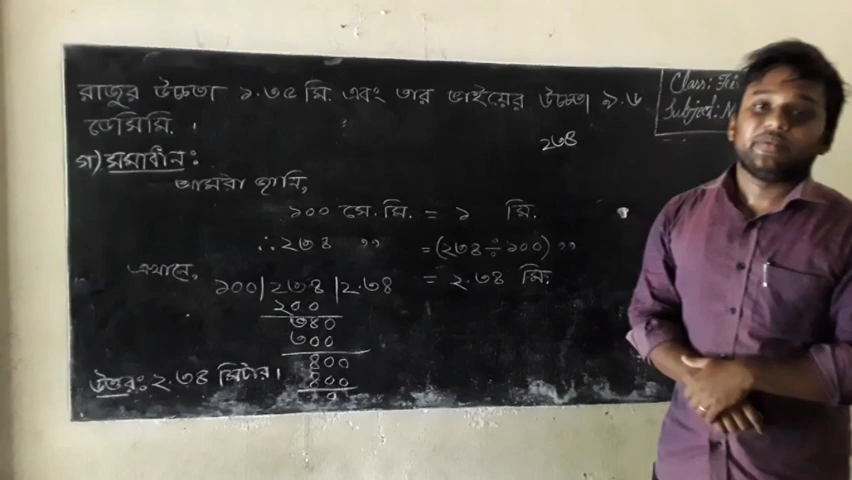 রাজুর উচ্চতা ১.৩৫ মি. এবং তার ভাইয়ের উচ্চতা ৯.৬
ডেসিমি.।
Class:
Subject:
২৩৪
গ) সমাধান:
আমরা জানি,
১০০ সে.মি. = ১ মি.
∴ ২৩৪ ,, = (২৩৪ ÷ ১০০) ,,
= ২.৩৪ মি.
এখানে,
১০০|২৩৪|২.৩৪
২০০
৩৪০
৩০০
৪০০
৪০০
০
উত্তর: ২.৩৪ মিটার।